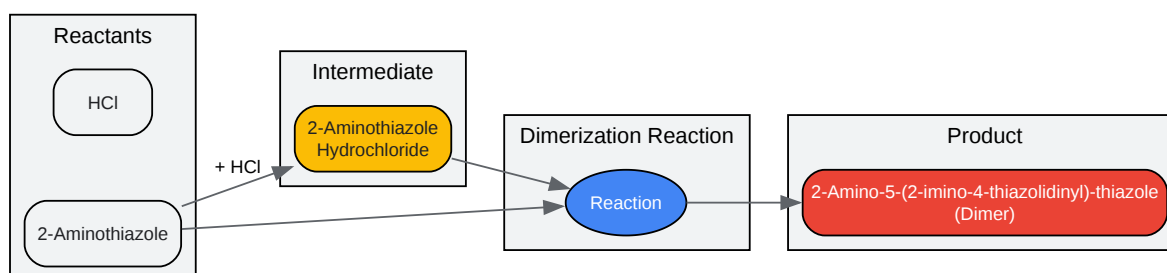 Reactants
HCl
2-Aminothiazole
+ HCl
Intermediate
2-Aminothiazole
Hydrochloride
Dimerization Reaction
Reaction
Product
2-Amino-5-(2-imino-4-thiazolidinyl)-thiazole
(Dimer)